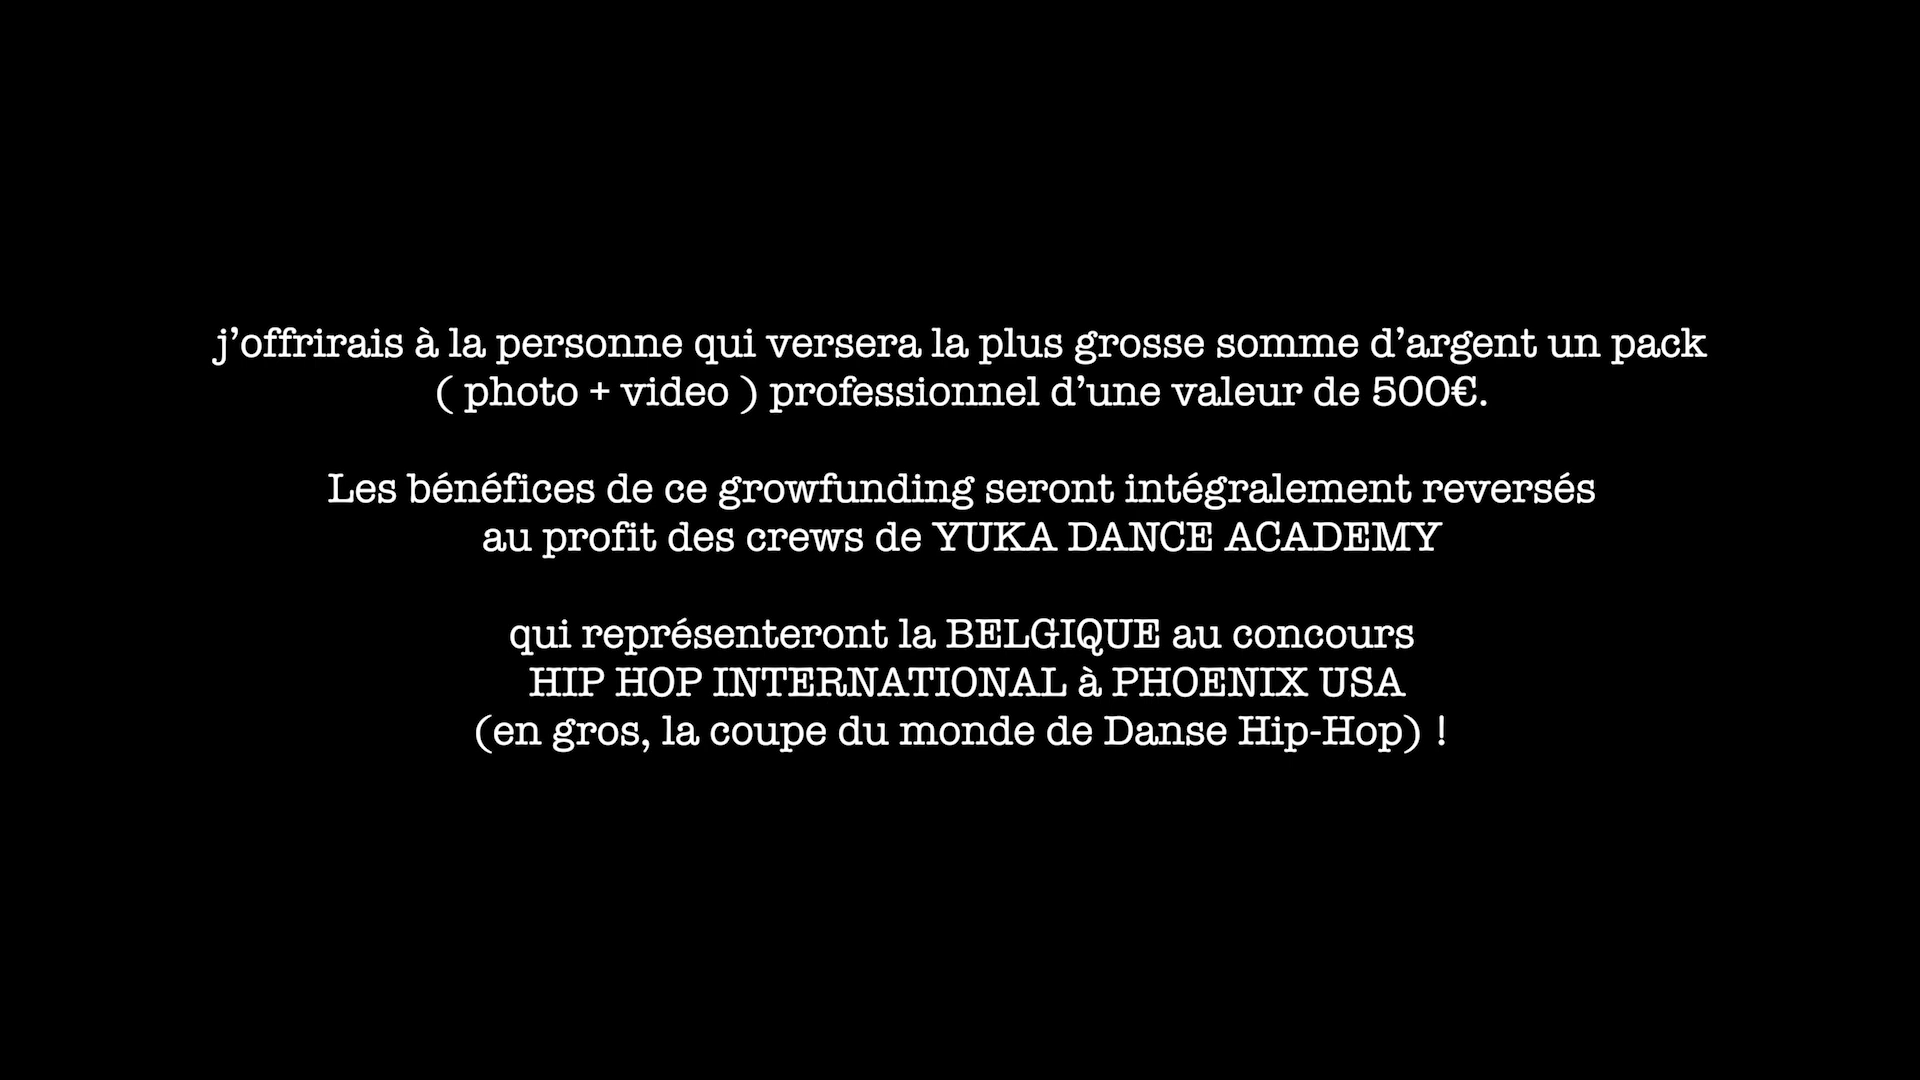 j’offrirais à la personne qui versera la plus grosse somme d’argent un pack
( photo + video ) professionnel d’une valeur de 500€.
Les bénéfices de ce growfunding seront intégralement reversés
au profit des crews de YUKA DANCE ACADEMY
qui représenteront la BELGIQUE au concours
HIP HOP INTERNATIONAL à PHOENIX USA
(en gros, la coupe du monde de Danse Hip-Hop) !